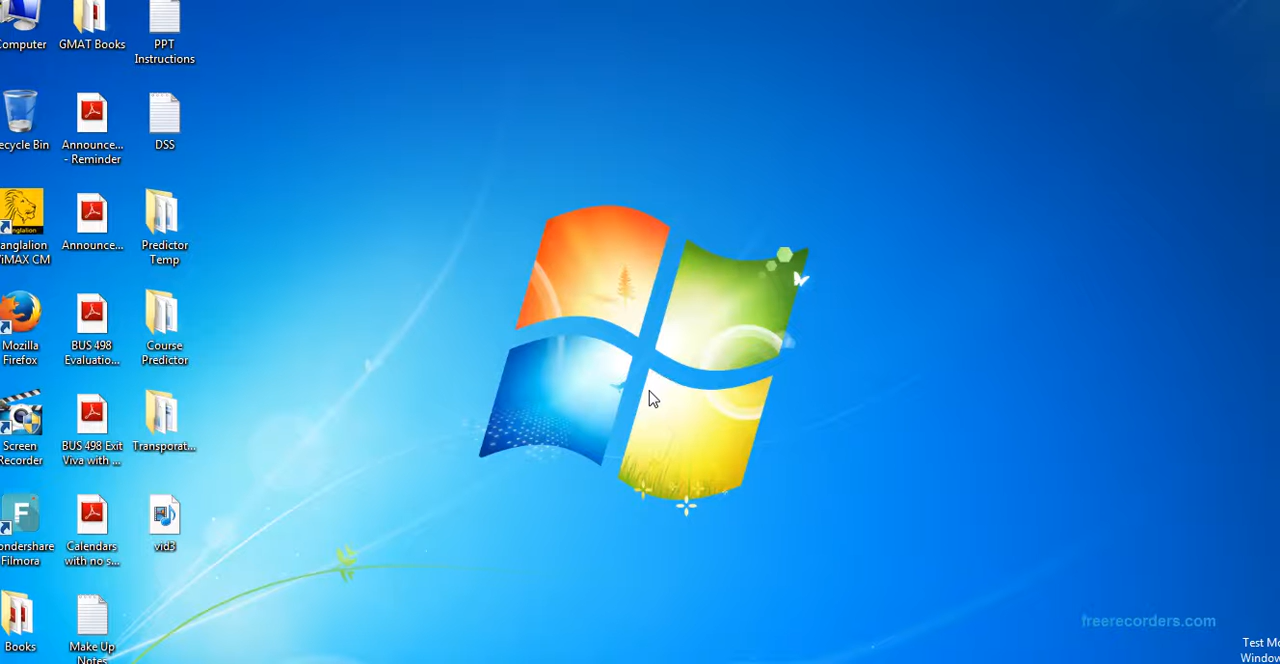 Computer
GMAT Books
PPT
Instructions
ecycle Bin
Announce...
- Reminder
DSS
anglalion
anglalion
iMAX CM
Announce...
Predictor
Temp
Mozilla
Firefox
BUS 498
Evaluatio...
Course
Predictor
Screen
Recorder
BUS 498 Exit
Viva with ...
Transporat...
F
ondershare
Filmora
Calendars
with no s...
vid3
Books
Make Up
Notes
freerecorders.com
Test Mo
Window